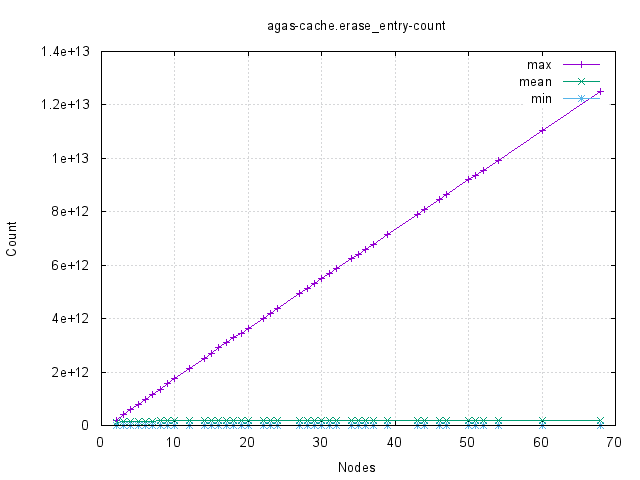 agas-cache.erase_entry-count
1.4e+13
1.2e+13
1e+13
8e+12
6e+12
4e+12
2e+12
0
Count
max
mean
min
0 10 20 30 40 50 60 70
Nodes